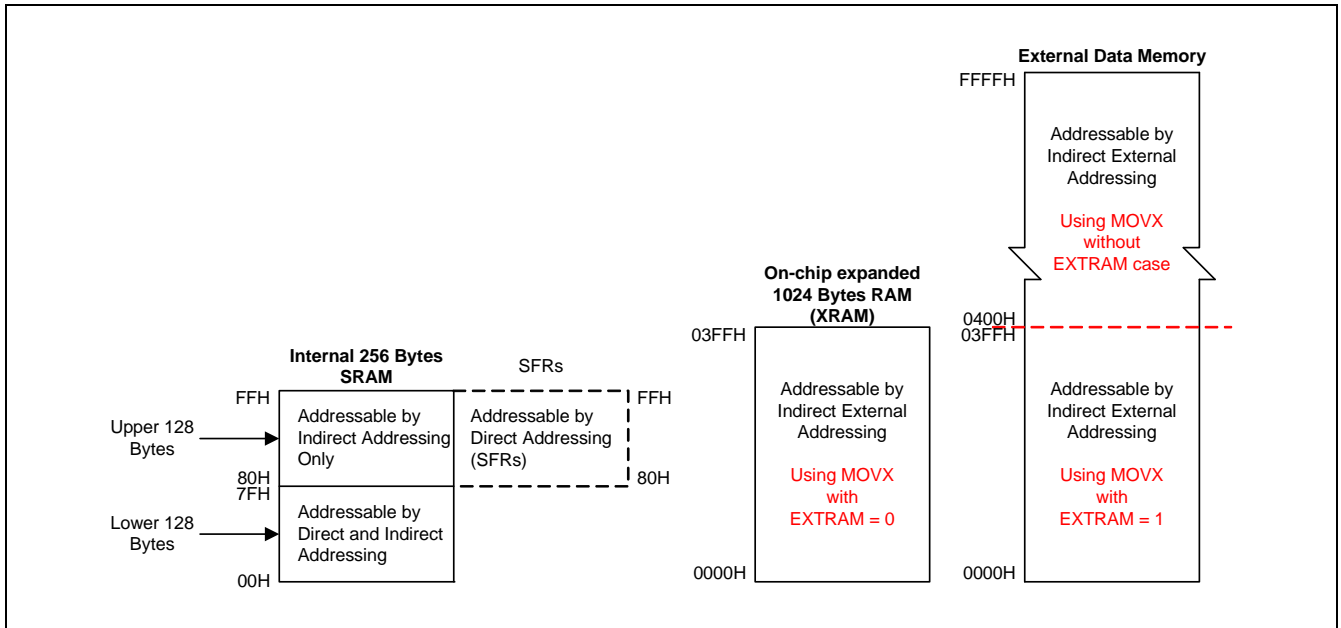 External Data Memory
FFFFH
Addressable by
Indirect External
Addressing
Using MOVX
without
EXTRAM case
0400H
03FFH
Addressable by
Indirect External
Addressing
Using MOVX
with
EXTRAM = 1
0000H
On-chip expanded
1024 Bytes RAM
(XRAM)
03FFH
Addressable by
Indirect External
Addressing
Using MOVX
with
EXTRAM = 0
0000H
Internal 256 Bytes
SRAM
SFRs
FFH
Upper 128
Bytes
Addressable by
Indirect Addressing
Only
80H
7FH
Addressable by
Direct Addressing
(SFRs)
FFH
80H
Lower 128
Bytes
Addressable by
Direct and Indirect
Addressing
00H